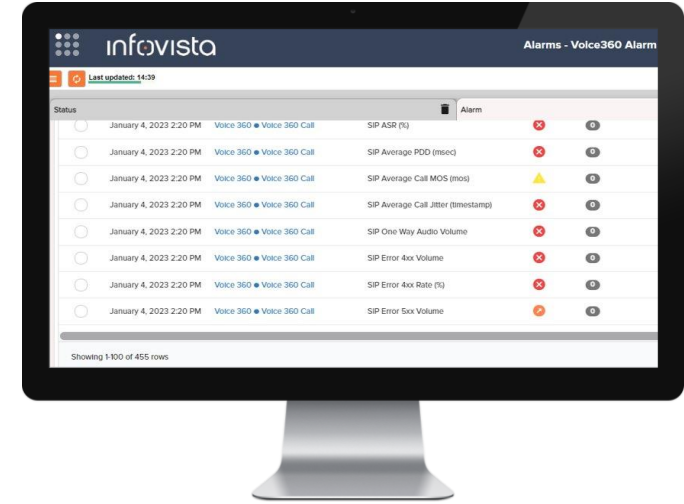 infovista
Alarms - Voice360 Alarm
Last updated: 14:39
Status
Alarm
January 4, 2023 2:20 PM Voice 360 Voice 360 Call SIP ASR (%)
January 4, 2023 2:20 PM Voice 360 Voice 360 Call SIP Average PDD (msec) 0
January 4, 2023 2:20 PM Voice 360 Voice 360 Call SIP Average Call MOS (mos) 0
January 4, 2023 2:20 PM Voice 360 Voice 360 Call SIP Average Call Jitter (timestamp) 0
January 4, 2023 2:20 PM Voice 360 Voice 360 Call SIP One Way Audio Volume 0
January 4, 2023 2:20 PM Voice 360 Voice 360 Call SIP Error 4xx Volume 0
January 4, 2023 2:20 PM Voice 360 Voice 360 Call SIP Error 4xx Rate (%) 0
January 4, 2023 2:20 PM Voice 360 Voice 360 Call SIP Error 5xx Volume 0
Showing 1-100 of 455 rows